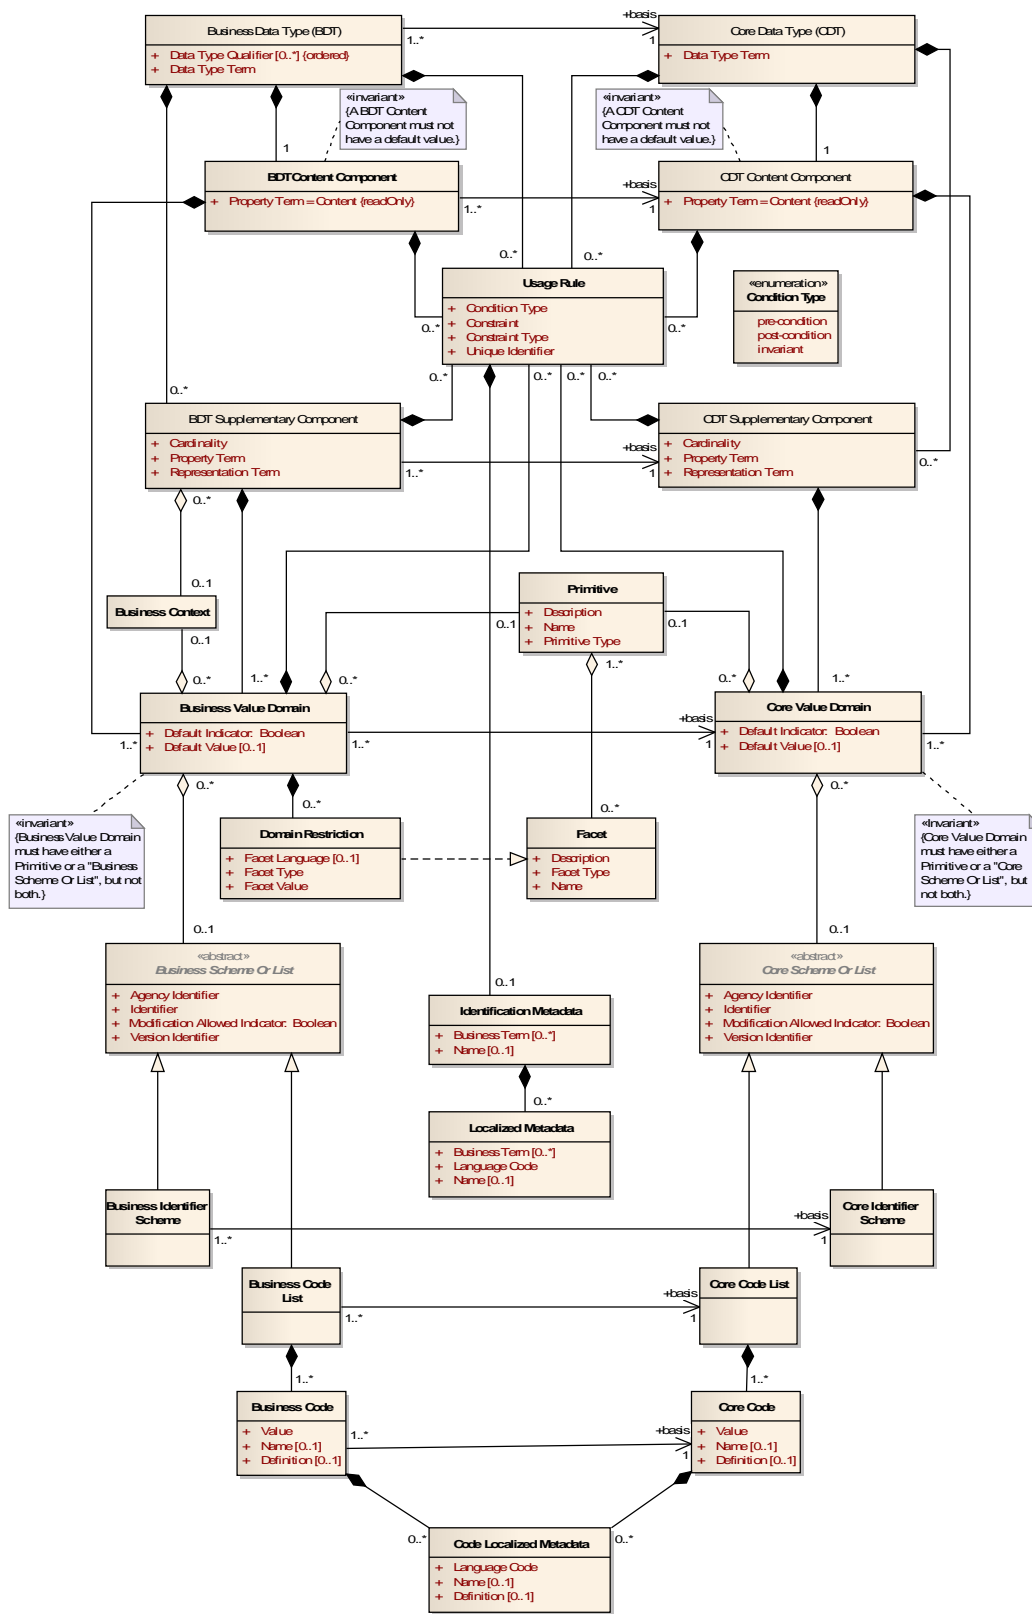 Business Data Type (BDT)
+ Data Type Qualifier [0..*] {ordered}
+ Data Type Term
+basis
1..*
1
Core Data Type (CDT)
+ Data Type Term
«invariant»
{A BDT Content
Component must not
have a default value.}
«invariant»
{A CDT Content
Component must not
have a default value.}
1
1
BDT Content Component
+ Property Term = Content {readOnly}
+basis
1..*
1
CDT Content Component
+ Property Term = Content {readOnly}
0..*
0..*
Usage Rule
+ Condition Type
+ Constraint
+ Constraint Type
+ Unique Identifier
0..*
0..*
«enumeration»
Condition Type
pre-condition
post-condition
invariant
0..*
0..*
0..*
0..*
0..*
BDT Supplementary Component
+ Cardinality
+ Property Term
+ Representation Term
+basis
1..*
1
CDT Supplementary Component
+ Cardinality
+ Property Term
+ Representation Term
0..*
0..*
0..1
Business Context
0..1
0..*
1..*
0..*
Primitive
+ Description
+ Name
+ Primitive Type
0..1
0..1
1..*
0..*
1..*
Business Value Domain
+ Default Indicator: Boolean
+ Default Value [0..1]
1..*
+basis
1..*
1
Core Value Domain
+ Default Indicator: Boolean
+ Default Value [0..1]
1..*
«invariant»
{Business Value Domain
must have either a
Primitive or a "Business
Scheme Or List", but not
both.}
0..*
0..*
Domain Restriction
+ Facet Language [0..1]
+ Facet Type
+ Facet Value
0..*
Facet
+ Description
+ Facet Type
+ Name
0..*
«Invariant»
{Core Value Domain
must have either a
Primitive or a "Core
Scheme Or List", but
not both.}
0..1
0..1
«abstract»
Business Scheme Or List
+ Agency Identifier
+ Identifier
+ Modification Allowed Indicator: Boolean
+ Version Identifier
0..1
Identification Metadata
+ Business Term [0..*]
+ Name [0..1]
«abstract»
Core Scheme Or List
+ Agency Identifier
+ Identifier
+ Modification Allowed Indicator: Boolean
+ Version Identifier
0..*
Localized Metadata
+ Business Term [0..*]
+ Language Code
+ Name [0..1]
Business Identifier
Scheme
+basis
1..*
1
Core Identifier
Scheme
Business Code
List
+basis
1..*
1
Core Code List
1..*
1..*
Business Code
+ Value
+ Name [0..1]
+ Definition [0..1]
1..*
+basis
1
Core Code
+ Value
+ Name [0..1]
+ Definition [0..1]
0..*
0..*
Code Localized Metadata
+ Language Code
+ Name [0..1]
+ Definition [0..1]